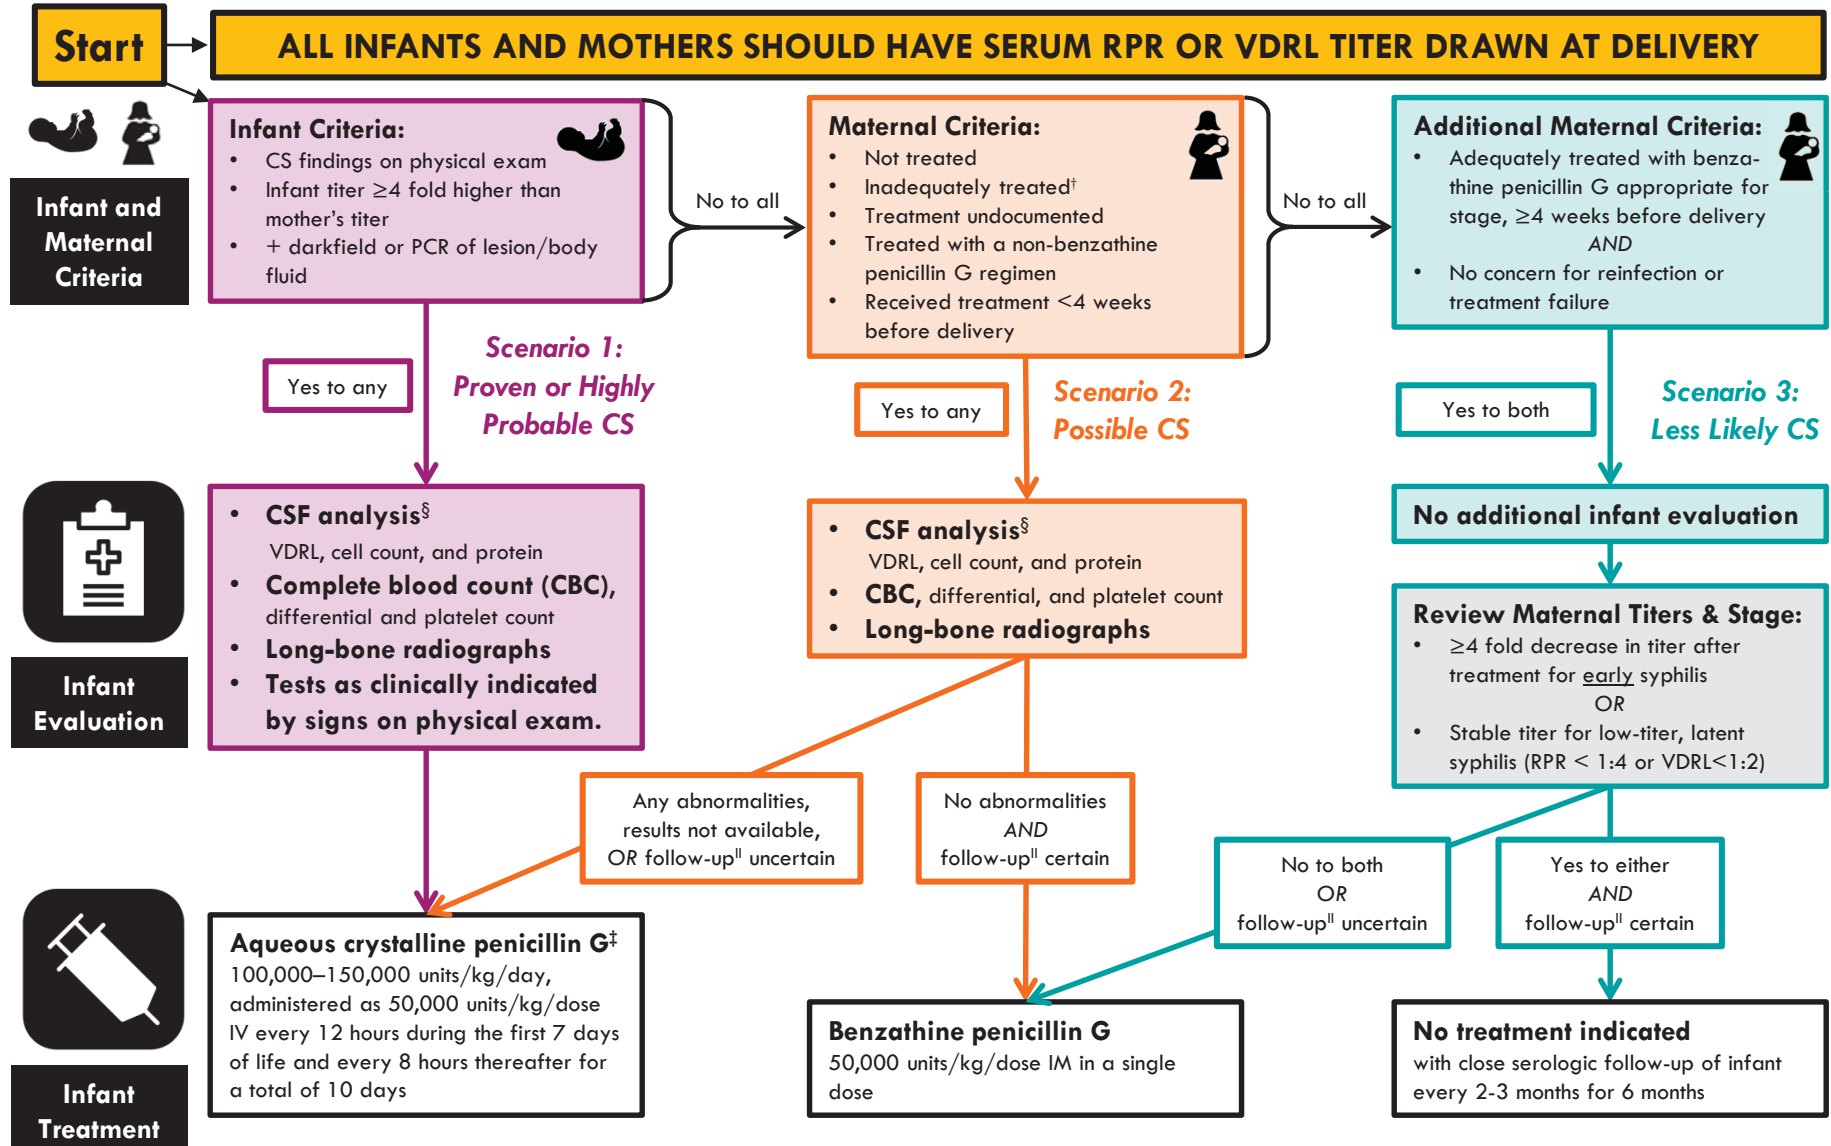 Start
ALL INFANTS AND MOTHERS SHOULD HAVE SERUM RPR OR VDRL TITER DRAWN AT DELIVERY
Infant and
Maternal
Criteria
Infant Criteria:
• CS findings on physical exam
• Infant titer ≥4 fold higher than
mother's titer
• + darkfield or PCR of lesion/body
fluid
No to all
Maternal Criteria:
• Not treated
• Inadequately treated†
• Treatment undocumented
• Treated with a non-benzathine
penicillin G regimen
• Received treatment <4 weeks
before delivery
No to all
Additional Maternal Criteria:
• Adequately treated with benza-
thine penicillin G appropriate for
stage, ≥4 weeks before delivery
AND
• No concern for reinfection or
treatment failure
Yes to any
Scenario 1:
Proven or Highly
Probable CS
Yes to any
Scenario 2:
Possible CS
Yes to both
Scenario 3:
Less Likely CS
Infant
Evaluation
• CSF analysis§
VDRL, cell count, and protein
• Complete blood count (CBC),
differential and platelet count
• Long-bone radiographs
• Tests as clinically indicated
by signs on physical exam.
• CSF analysis§
VDRL, cell count, and protein
• CBC, differential, and platelet count
• Long-bone radiographs
No additional infant evaluation
Review Maternal Titers & Stage:
• ≥4 fold decrease in titer after
treatment for early syphilis
OR
• Stable titer for low-titer, latent
syphilis (RPR < 1:4 or VDRL<1:2)
Any abnormalities,
results not available,
OR follow-up|| uncertain
No abnormalities
AND
follow-up|| certain
No to both
OR
follow-up|| uncertain
Yes to either
AND
follow-up|| certain
Infant
Treatment
Aqueous crystalline penicillin G‡
100,000–150,000 units/kg/day,
administered as 50,000 units/kg/dose
IV every 12 hours during the first 7 days
of life and every 8 hours thereafter for
a total of 10 days
Benzathine penicillin G
50,000 units/kg/dose IM in a single
dose
No treatment indicated
with close serologic follow-up of infant
every 2-3 months for 6 months